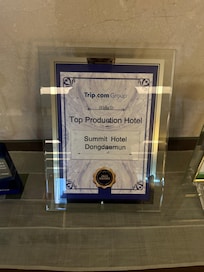 Trip.com Group
Top Production Hotel
Summit Hotel
Dongdaemun